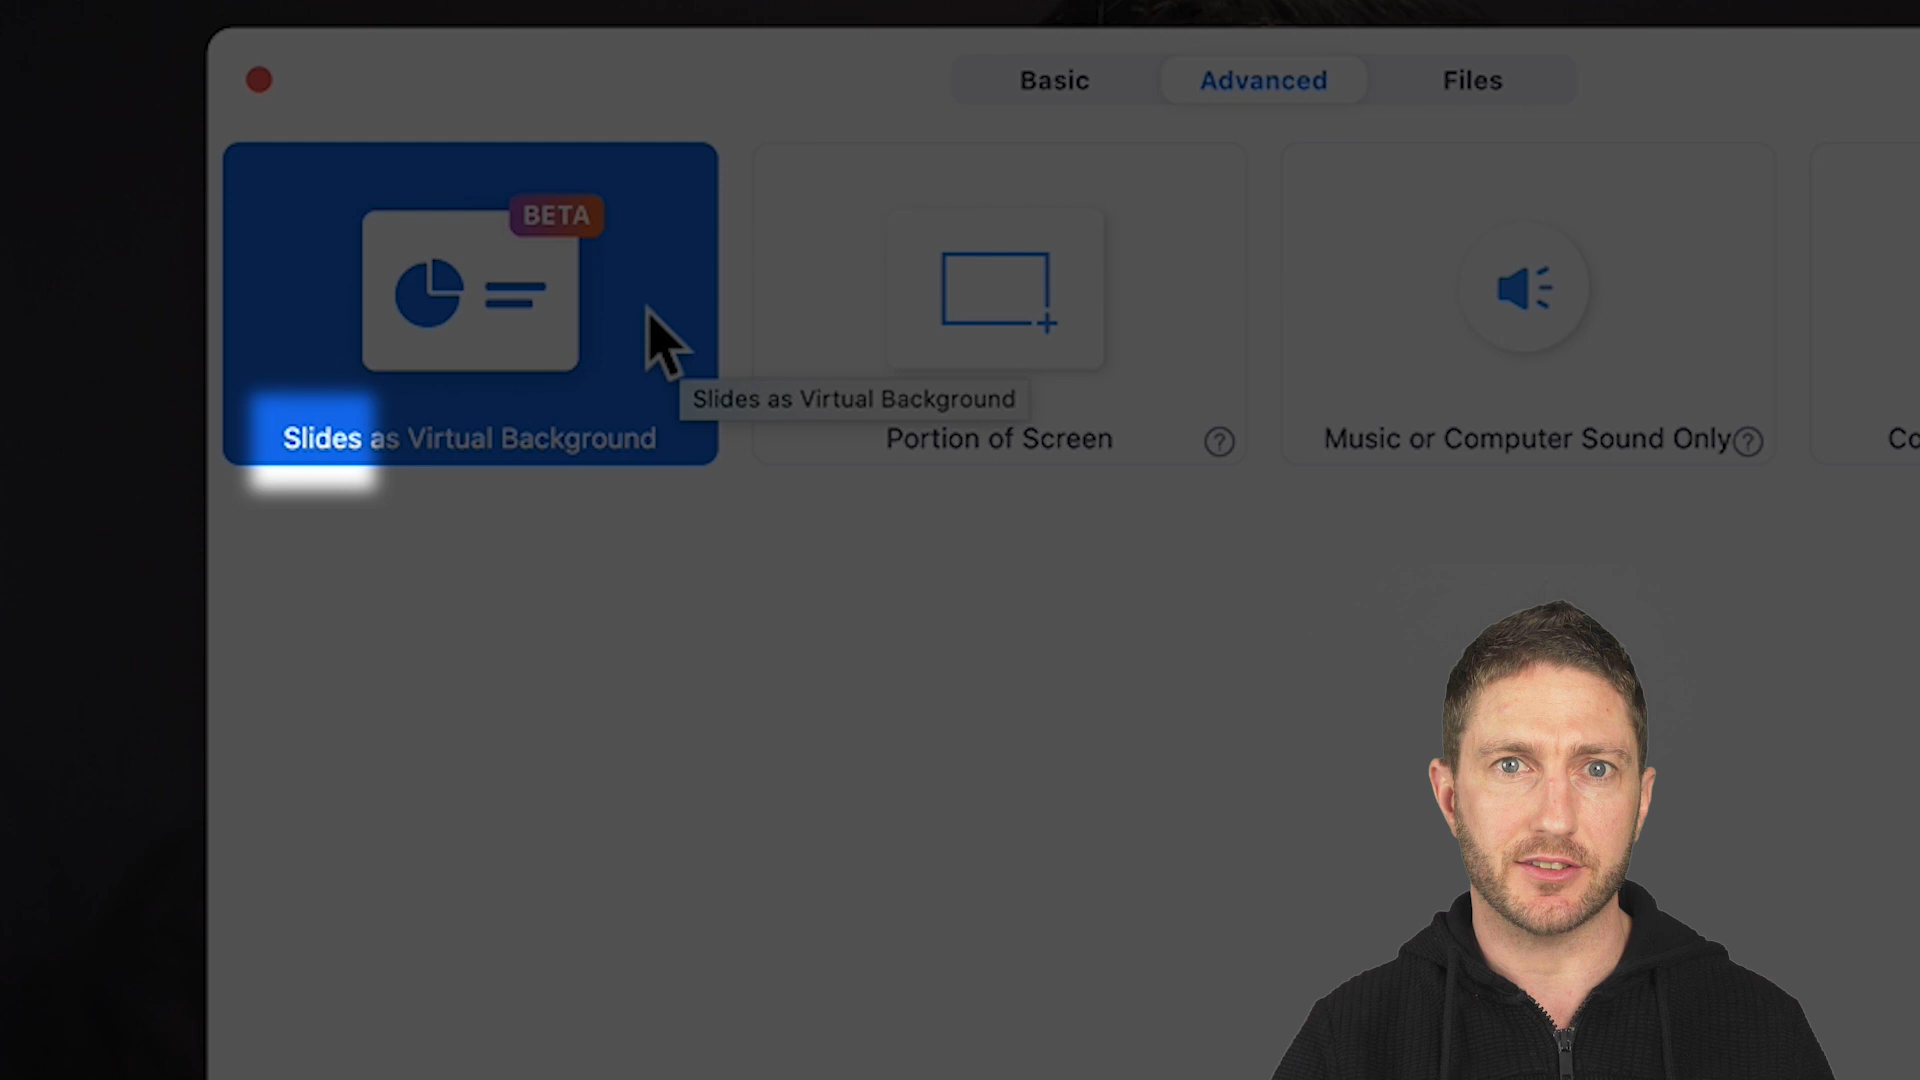 Basic
Advanced
Files
BETA
Slides as Virtual Background
Slides as Virtual Background
Portion of Screen
?
Music or Computer Sound Only
?
Co